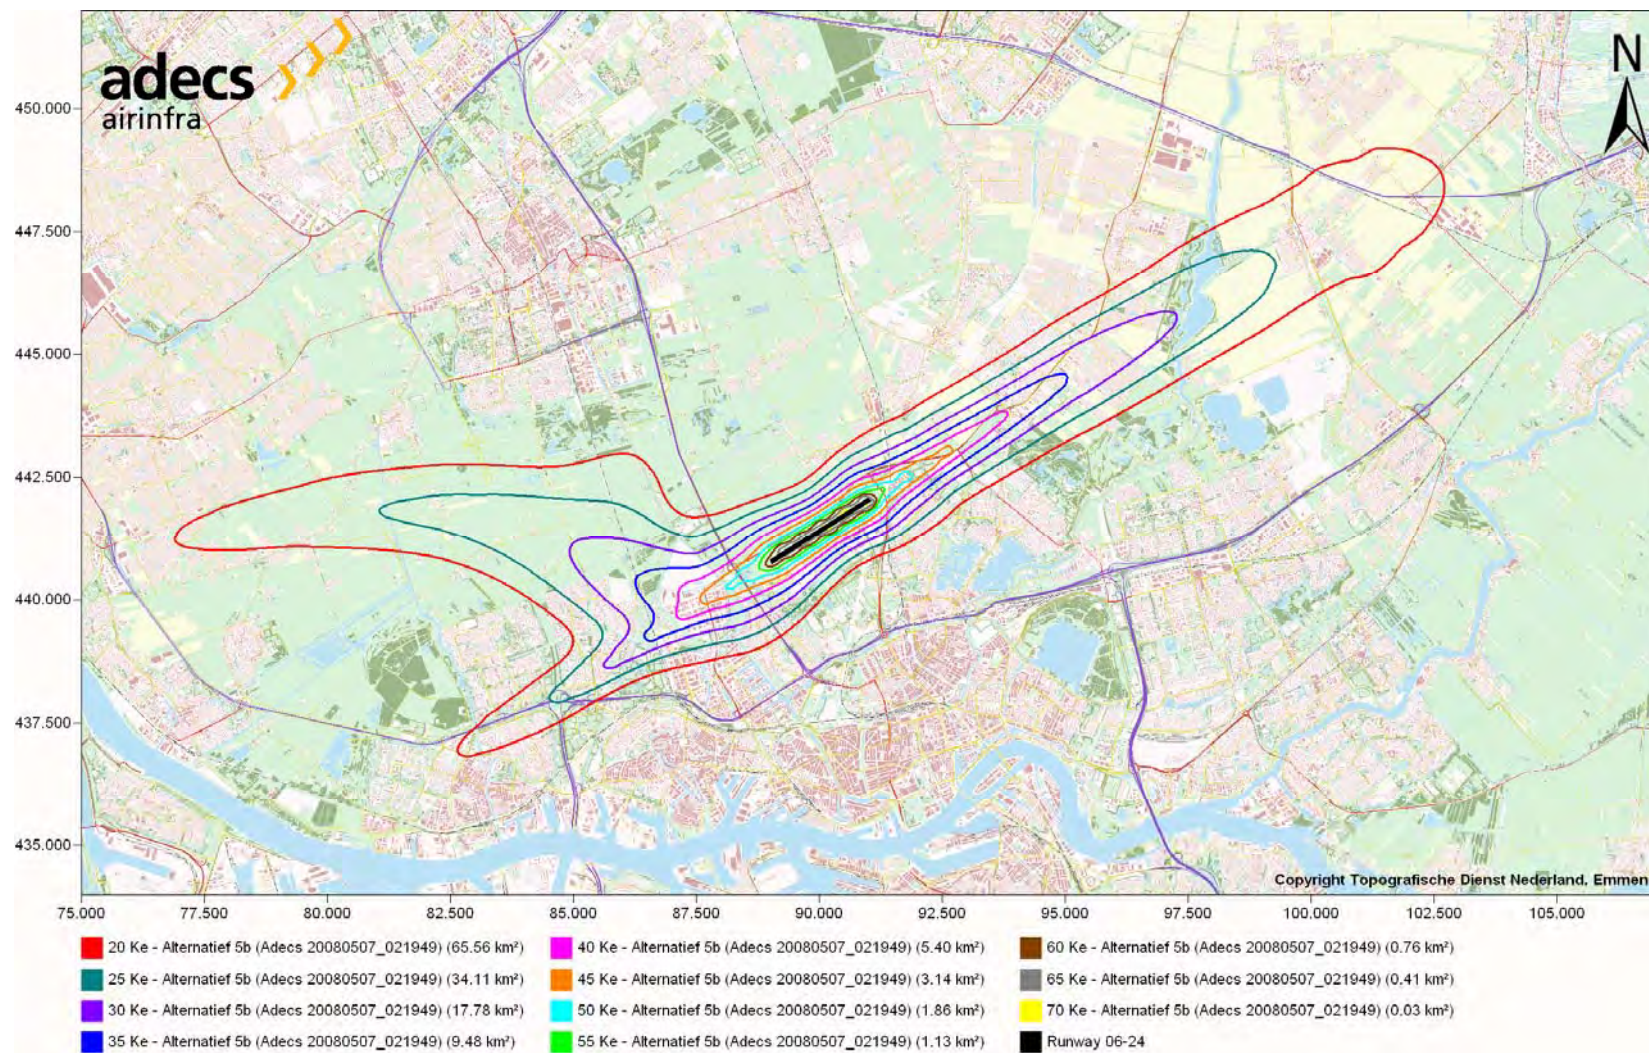 adecs
airinfra
N
450.000
447.500
445.000
442.500
440.000
437.500
435.000
Copyright Topografische Dienst Nederland, Emmen
75.000 77.500 80.000 82.500 85.000 87.500 90.000 92.500 95.000 97.500 100.000 102.500 105.000
20 Ke - Alternatief 5b (Adecs 20080507_021949) (65.56 km²)
25 Ke - Alternatief 5b (Adecs 20080507_021949) (34.11 km²)
30 Ke - Alternatief 5b (Adecs 20080507_021949) (17.78 km²)
35 Ke - Alternatief 5b (Adecs 20080507_021949) (9.48 km²)
40 Ke - Alternatief 5b (Adecs 20080507_021949) (5.40 km²)
45 Ke - Alternatief 5b (Adecs 20080507_021949) (3.14 km²)
50 Ke - Alternatief 5b (Adecs 20080507_021949) (1.86 km²)
55 Ke - Alternatief 5b (Adecs 20080507_021949) (1.13 km²)
60 Ke - Alternatief 5b (Adecs 20080507_021949) (0.76 km²)
65 Ke - Alternatief 5b (Adecs 20080507_021949) (0.41 km²)
70 Ke - Alternatief 5b (Adecs 20080507_021949) (0.03 km²)
Runway 06-24